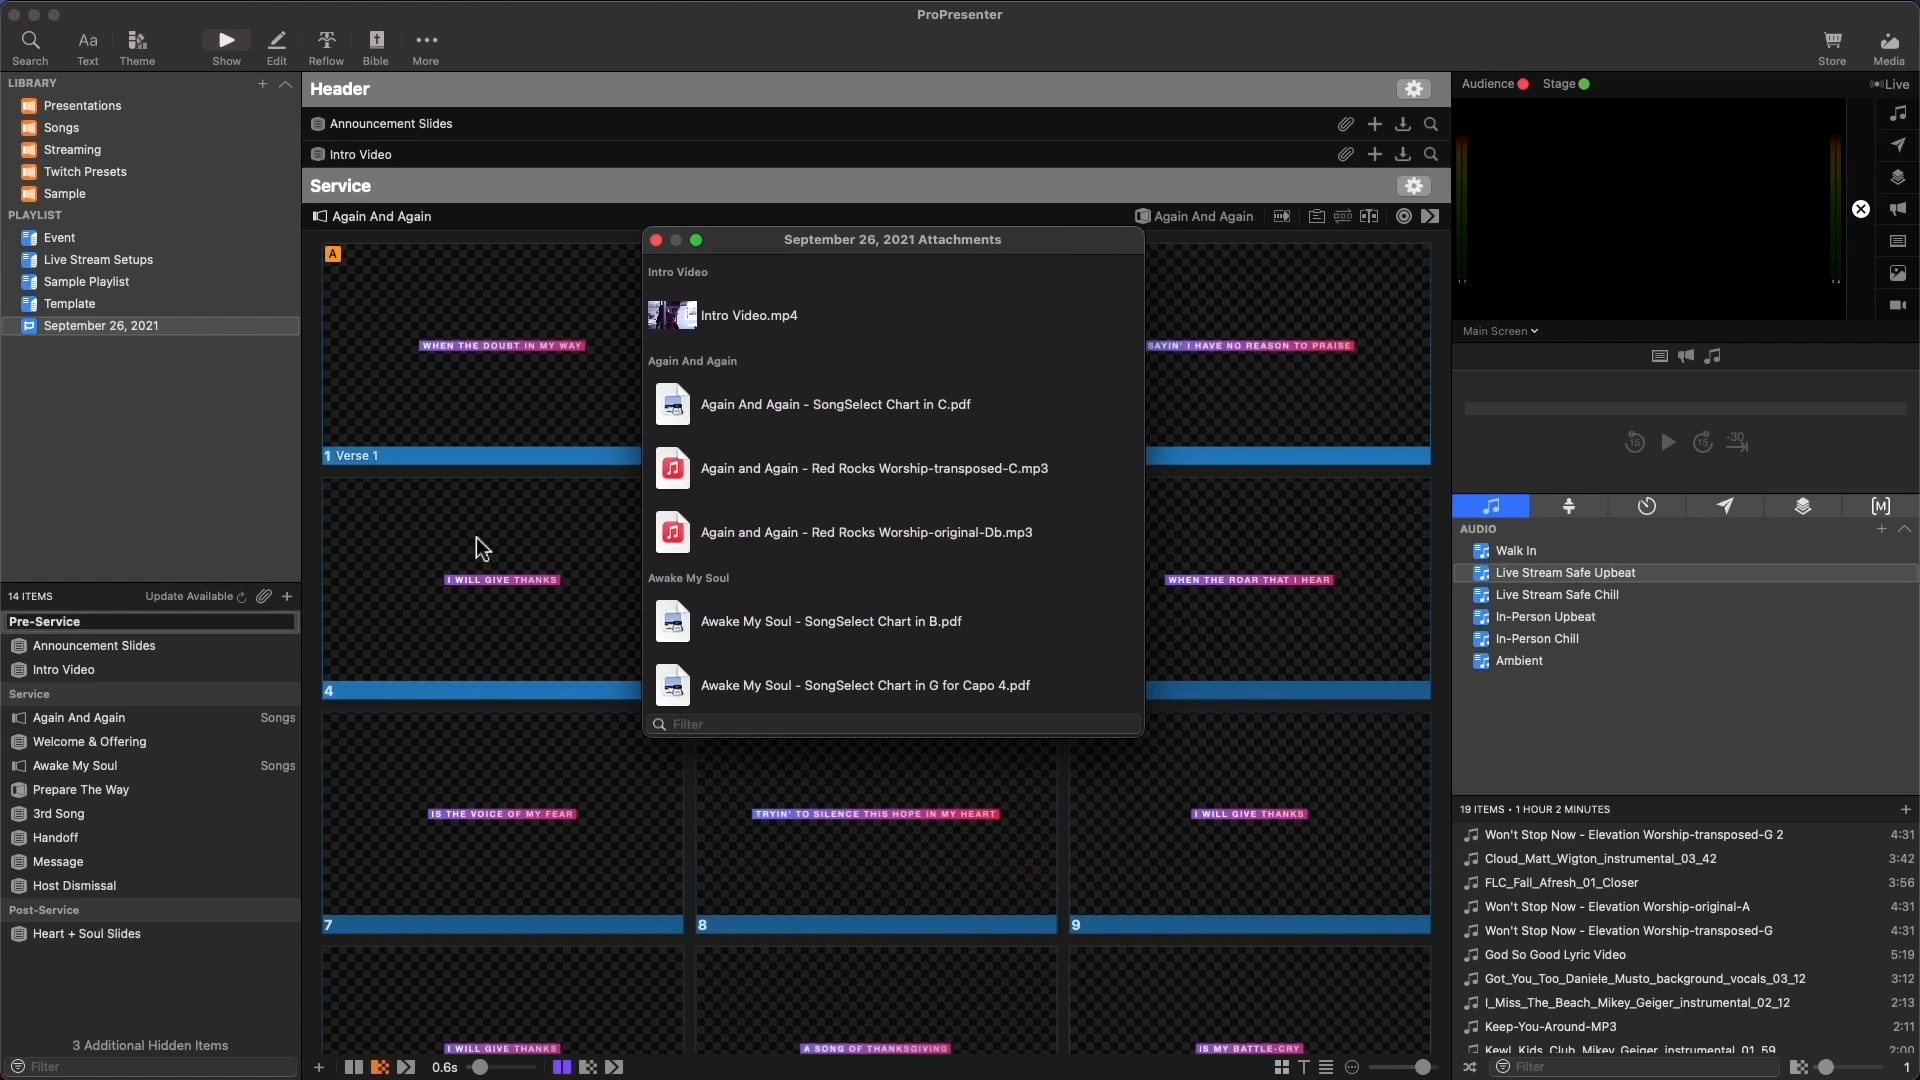 ProPresenter
Search
Text
Theme
Show
Edit
Reflow
Bible
More
Store
Media
LIBRARY
Presentations
Songs
Streaming
Twitch Presets
Sample
PLAYLIST
Event
Live Stream Setups
Sample Playlist
Template
September 26, 2021
14 ITEMS
Update Available
Pre-Service
Announcement Slides
Intro Video
Service
Again And Again Songs
Welcome & Offering
Awake My Soul Songs
Prepare The Way
3rd Song
Handoff
Message
Host Dismissal
Post-Service
Heart + Soul Slides
3 Additional Hidden Items
Filter
Header
Announcement Slides
Intro Video
Service
Again And Again
Again And Again
A
WHEN THE DOUBT IN MY WAY
SAYIN' I HAVE NO REASON TO PRAISE
1 Verse 1
I WILL GIVE THANKS
WHEN THE ROAR THAT I HEAR
4
IS THE VOICE OF MY FEAR
TRYIN' TO SILENCE THIS HOPE IN MY HEART
I WILL GIVE THANKS
7
8
9
I WILL GIVE THANKS
A SONG OF THANKSGIVING
IS MY BATTLE-CRY
0.6s
September 26, 2021 Attachments
Intro Video
Intro Video.mp4
Again And Again
Again And Again - SongSelect Chart in C.pdf
Again and Again - Red Rocks Worship-transposed-C.mp3
Again and Again - Red Rocks Worship-original-Db.mp3
Awake My Soul
Awake My Soul - SongSelect Chart in B.pdf
Awake My Soul - SongSelect Chart in G for Capo 4.pdf
Filter
Audience
Stage
Live
Main Screen
15
15
-30
[M]
AUDIO
Walk In
Live Stream Safe Upbeat
Live Stream Safe Chill
In-Person Upbeat
In-Person Chill
Ambient
19 ITEMS • 1 HOUR 2 MINUTES
Won't Stop Now - Elevation Worship-transposed-G 2 4:31
Cloud_Matt_Wigton_instrumental_03_42 3:42
FLC_Fall_Afresh_01_Closer 3:56
Won't Stop Now - Elevation Worship-original-A 4:31
Won't Stop Now - Elevation Worship-transposed-G 4:31
God So Good Lyric Video 5:19
Got_You_Too_Daniele_Musto_background_vocals_03_12 3:12
I_Miss_The_Beach_Mikey_Geiger_instrumental_02_12 2:13
Keep-You-Around-MP3 2:11
Kewl_Kids_Club_Mikey_Geiger_instrumental_01_59 2:00
Filter
1